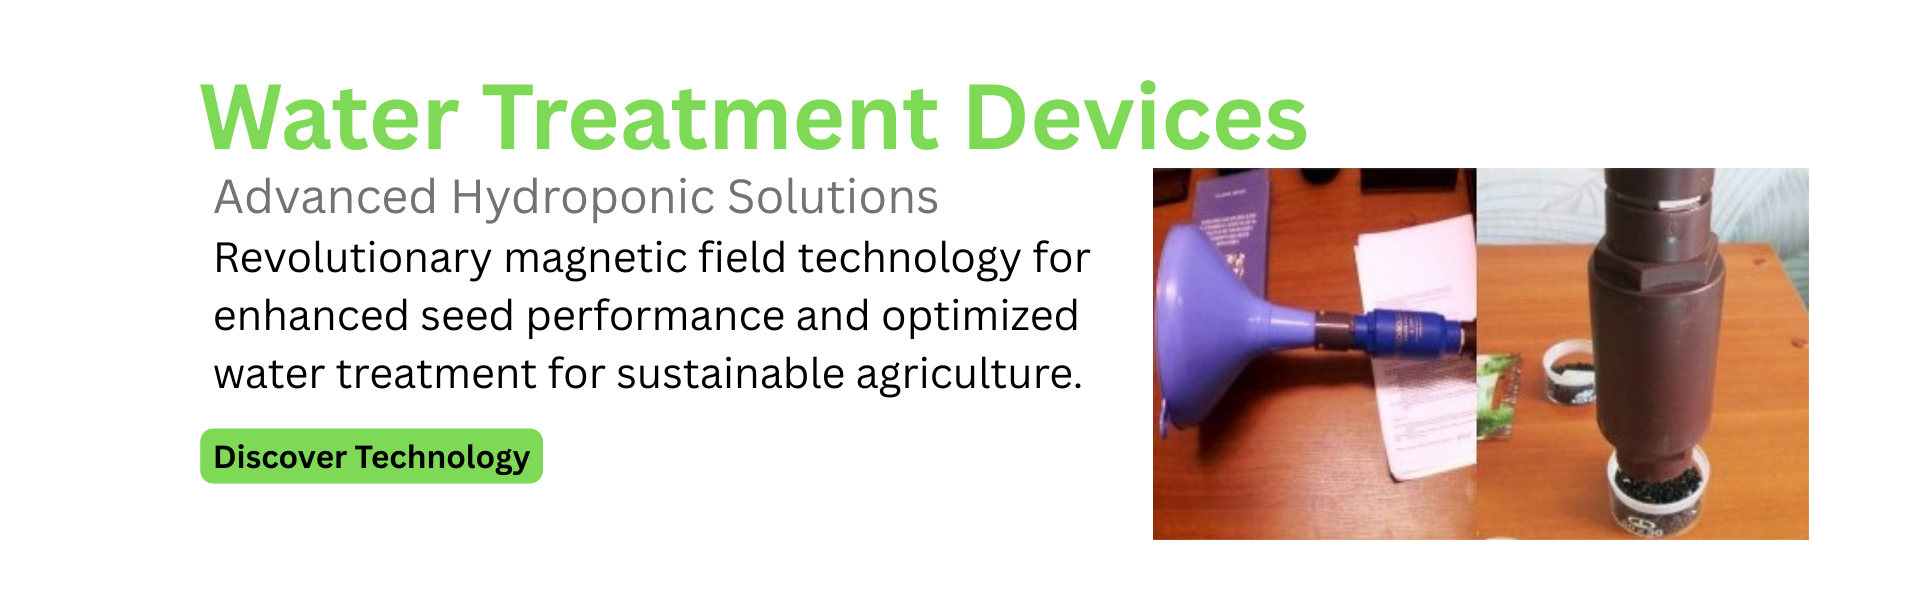 Water Treatment Devices
Advanced Hydroponic Solutions
Revolutionary magnetic field technology for
enhanced seed performance and optimized
water treatment for sustainable agriculture.
Discover Technology